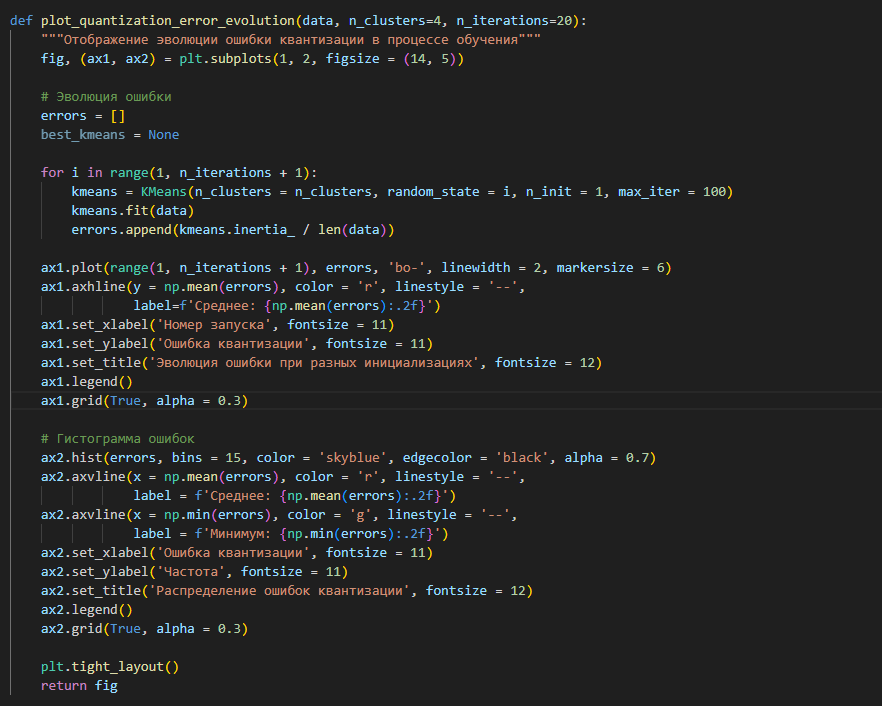 def plot_quantization_error_evolution(data, n_clusters=4, n_iterations=20):
    """Отображение эволюции ошибки квантизации в процессе обучения"""
    fig, (ax1, ax2) = plt.subplots(1, 2, figsize = (14, 5))

    # Эволюция ошибки
    errors = []
    best_kmeans = None

    for i in range(1, n_iterations + 1):
        kmeans = KMeans(n_clusters = n_clusters, random_state = i, n_init = 1, max_iter = 100)
        kmeans.fit(data)
        errors.append(kmeans.inertia_ / len(data))

    ax1.plot(range(1, n_iterations + 1), errors, 'bo-', linewidth = 2, markersize = 6)
    ax1.axhline(y = np.mean(errors), color = 'r', linestyle = '--',
                label=f'Среднее: {np.mean(errors):.2f}')
    ax1.set_xlabel('Номер запуска', fontsize = 11)
    ax1.set_ylabel('Ошибка квантизации', fontsize = 11)
    ax1.set_title('Эволюция ошибки при разных инициализациях', fontsize = 12)
    ax1.legend()
    ax1.grid(True, alpha = 0.3)

    # Гистограмма ошибок
    ax2.hist(errors, bins = 15, color = 'skyblue', edgecolor = 'black', alpha = 0.7)
    ax2.axvline(x = np.mean(errors), color = 'r', linestyle = '--',
                label = f'Среднее: {np.mean(errors):.2f}')
    ax2.axvline(x = np.min(errors), color = 'g', linestyle = '--',
                label = f'Минимум: {np.min(errors):.2f}')
    ax2.set_xlabel('Ошибка квантизации', fontsize = 11)
    ax2.set_ylabel('Частота', fontsize = 11)
    ax2.set_title('Распределение ошибок квантизации', fontsize = 12)
    ax2.legend()
    ax2.grid(True, alpha = 0.3)

    plt.tight_layout()
    return fig